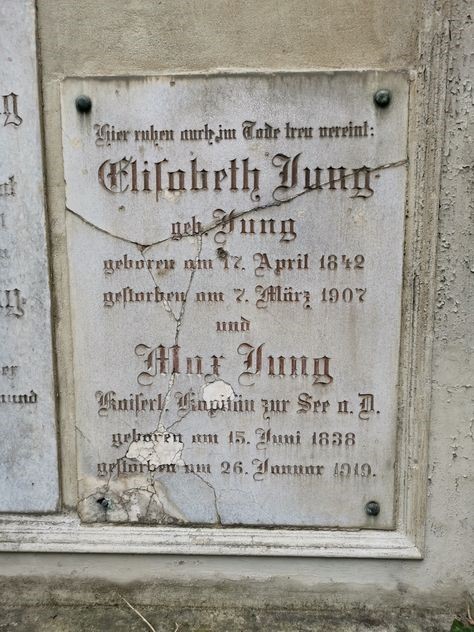 Hier ruhen auch im Tode treu vereint:
Elisabeth Jung
geb. Jung
geboren am 17. April 1842
gestorben am 7. März 1907
und
Max Jung
Kaiserl. Kapitän zur See a. D.
geboren am 15. Juni 1838
gestorben am 26. Januar 1919.